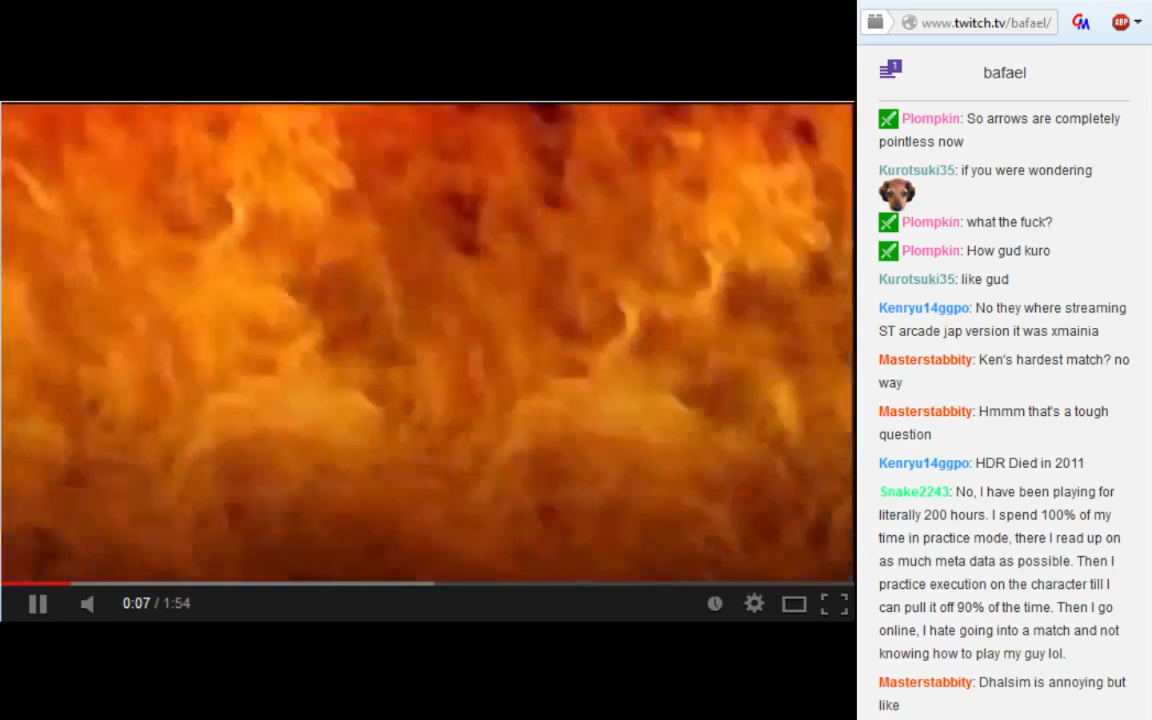 www.twitch.tv/bafael/
GM
ABP
1
bafael
Plompkin: So arrows are completely
pointless now
Kurotsuki35: if you were wondering
Plompkin: what the fuck?
Plompkin: How gud kuro
Kurotsuki35: like gud
Kenryu14ggpo: No they where streaming
ST arcade jap version it was xmainia
Masterstabbity: Ken's hardest match? no
way
Masterstabbity: Hmmm that's a tough
question
Kenryu14ggpo: HDR Died in 2011
Snake2243: No, I have been playing for
literally 200 hours. I spend 100% of my
time in practice mode, there I read up on
as much meta data as possible. Then I
practice execution on the character till I
can pull it off 90% of the time. Then I go
online, I hate going into a match and not
knowing how to play my guy lol.
Masterstabbity: Dhalsim is annoying but
like
0:07 / 1:54